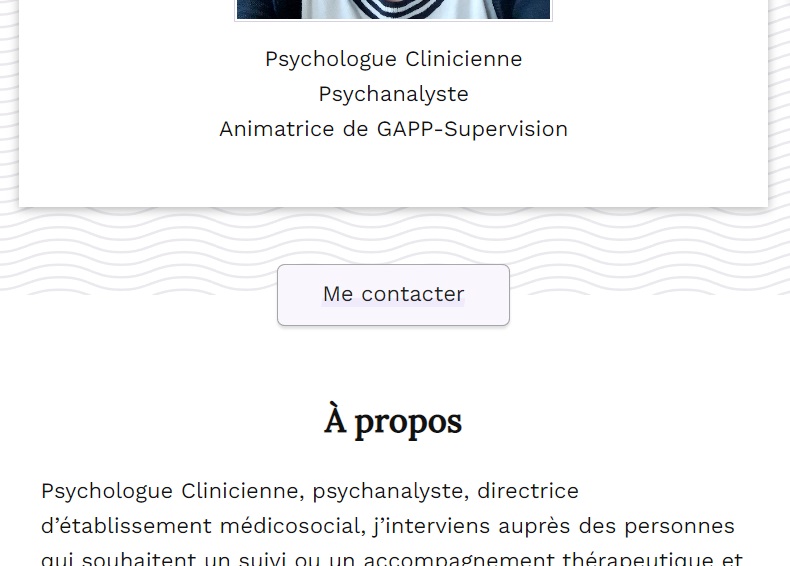 Psychologue Clinicienne
Psychanalyste
Animatrice de GAPP-Supervision
Me contacter
À propos
Psychologue Clinicienne, psychanalyste, directrice
d’établissement médicosocial, j’interviens auprès des personnes
qui souhaitent un suivi ou un accompagnement thérapeutique et